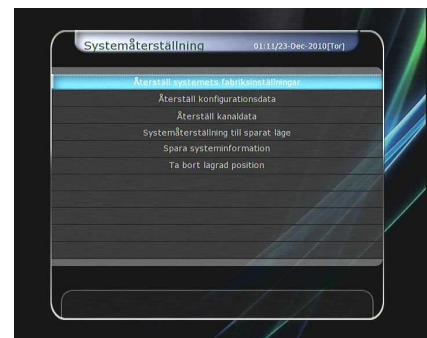 Systemåterställning 01:11/23-Dec-2010[Tor]
Återställ systemets fabriksinställningar
Återställ konfigurationsdata
Återställ kanaldata
Systemåterställning till sparat läge
Spara systeminformation
Ta bort lagrad position